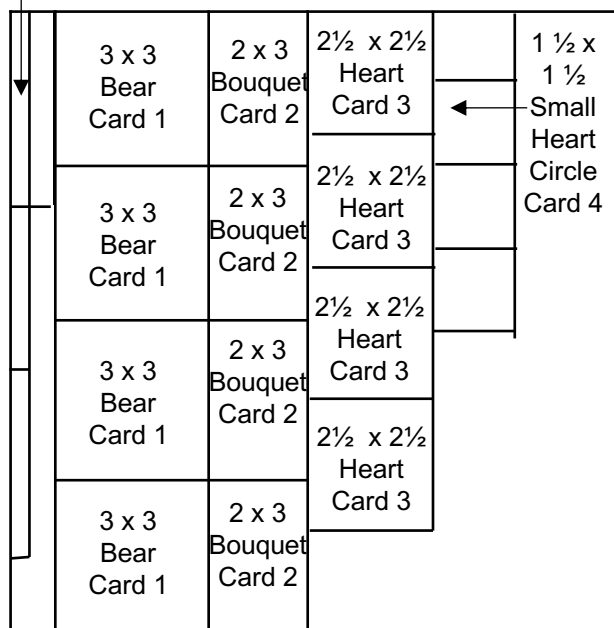 3 x 3
Bear
Card 1
2 x 3
Bouquet
Card 2
2½ x 2½
Heart
Card 3
1 ½ x
1 ½
Small
Heart
Circle
Card 4
3 x 3
Bear
Card 1
2 x 3
Bouquet
Card 2
2½ x 2½
Heart
Card 3
3 x 3
Bear
Card 1
2 x 3
Bouquet
Card 2
2½ x 2½
Heart
Card 3
3 x 3
Bear
Card 1
2 x 3
Bouquet
Card 2
2½ x 2½
Heart
Card 3